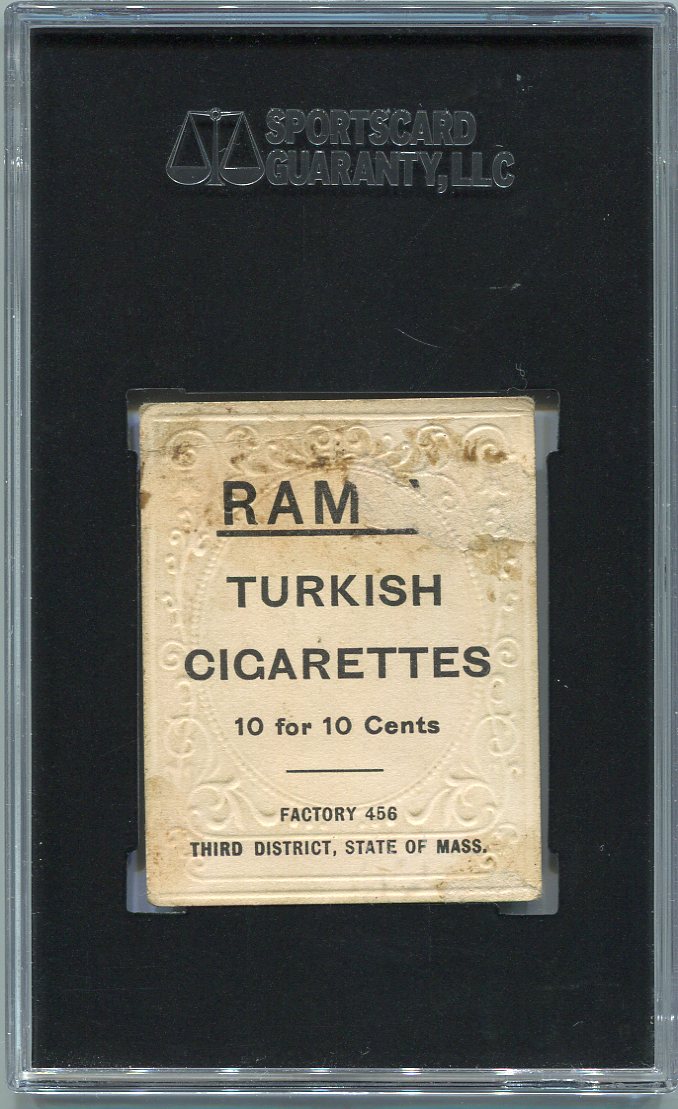 SPORTSCARD
GUARANTY, LLC
RAM
TURKISH
CIGARETTES
10 for 10 Cents
FACTORY 456
THIRD DISTRICT, STATE OF MASS.